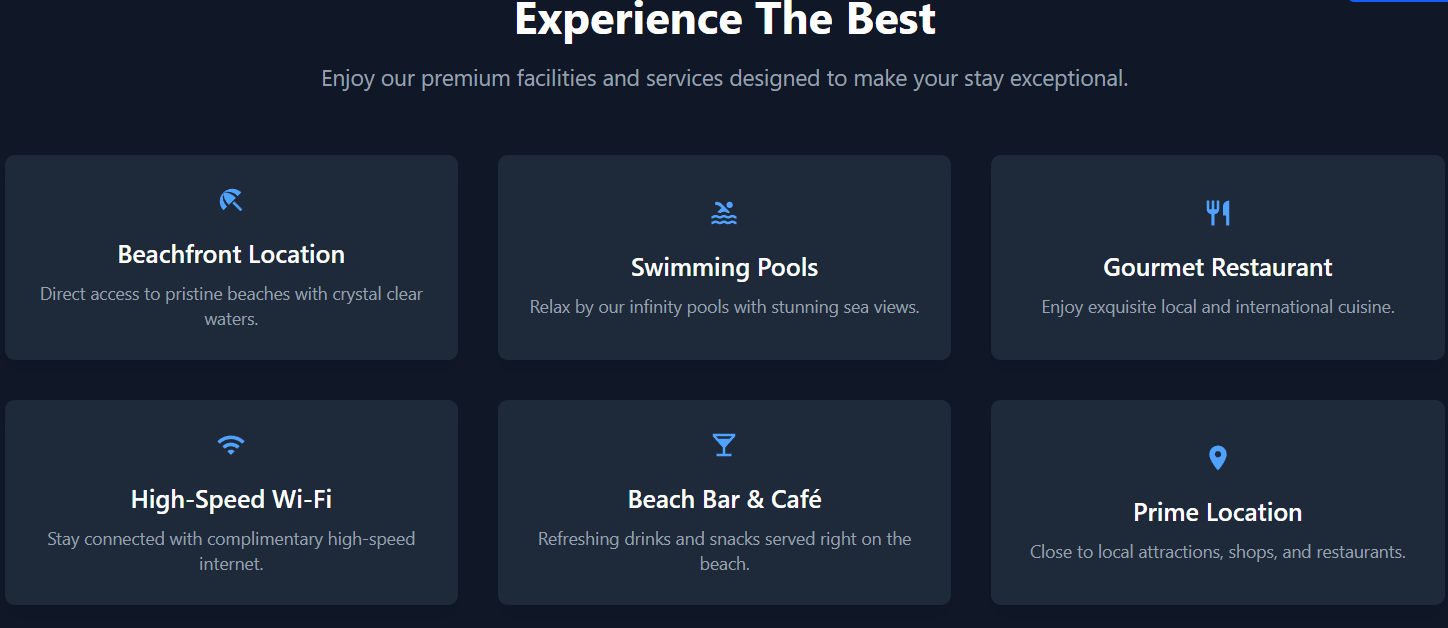 Experience The Best
Enjoy our premium facilities and services designed to make your stay exceptional.
Beachfront Location
Direct access to pristine beaches with crystal clear
waters.
Swimming Pools
Relax by our infinity pools with stunning sea views.
Gourmet Restaurant
Enjoy exquisite local and international cuisine.
High-Speed Wi-Fi
Stay connected with complimentary high-speed
internet.
Beach Bar & Café
Refreshing drinks and snacks served right on the
beach.
Prime Location
Close to local attractions, shops, and restaurants.